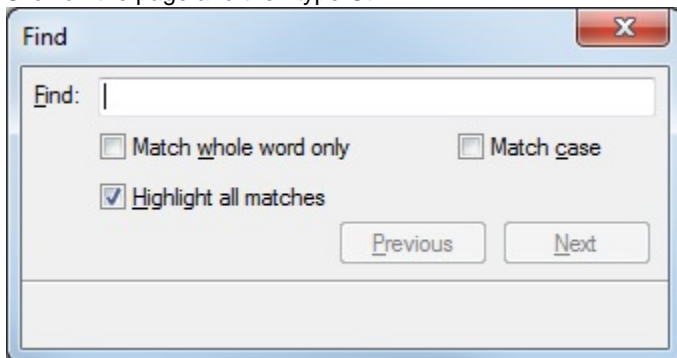 Find
Find:
Match whole word only
Match case
Highlight all matches
Previous
Next